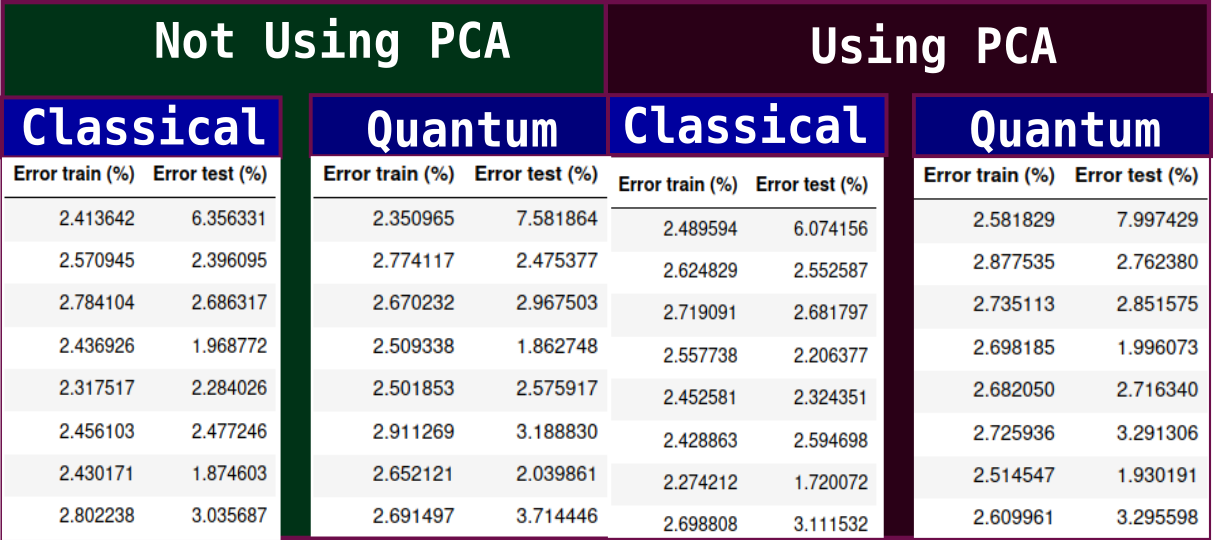 Not Using PCA Using PCA
Classical Quantum Classical Quantum
Error train (%) Error test (%) Error train (%) Error test (%) Error train (%) Error test (%) Error train (%) Error test (%)
2.413642 6.356331 2.350965 7.581864 2.489594 6.074156 2.581829 7.997429
2.570945 2.396095 2.774117 2.475377 2.624829 2.552587 2.877535 2.762380
2.784104 2.686317 2.670232 2.967503 2.719091 2.681797 2.735113 2.851575
2.436926 1.968772 2.509338 1.862748 2.557738 2.206377 2.698185 1.996073
2.317517 2.284026 2.501853 2.575917 2.452581 2.324351 2.682050 2.716340
2.456103 2.477246 2.911269 3.188830 2.428863 2.594698 2.725936 3.291306
2.430171 1.874603 2.652121 2.039861 2.274212 1.720072 2.514547 1.930191
2.802238 3.035687 2.691497 3.714446 2.698808 3.111532 2.609961 3.295598